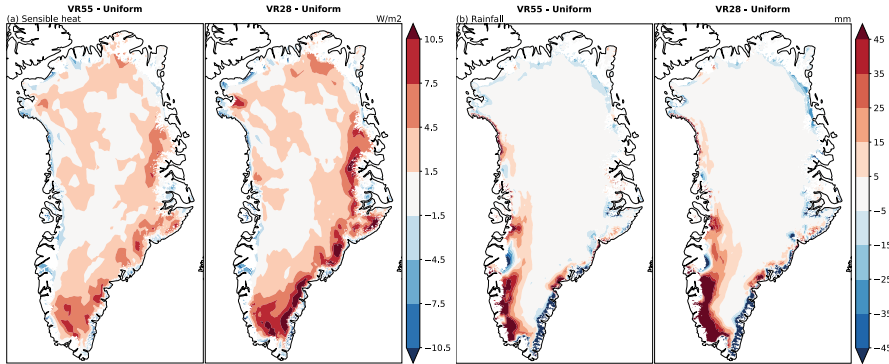 VR55 - Uniform
VR28 - Uniform
VR55 - Uniform
VR28 - Uniform
(a) Sensible heat
W/m2
(b) Rainfall
mm
10.5
7.5
4.5
1.5
−1.5
−4.5
−7.5
−10.5
45
35
25
15
5
−5
−15
−25
−35
−45